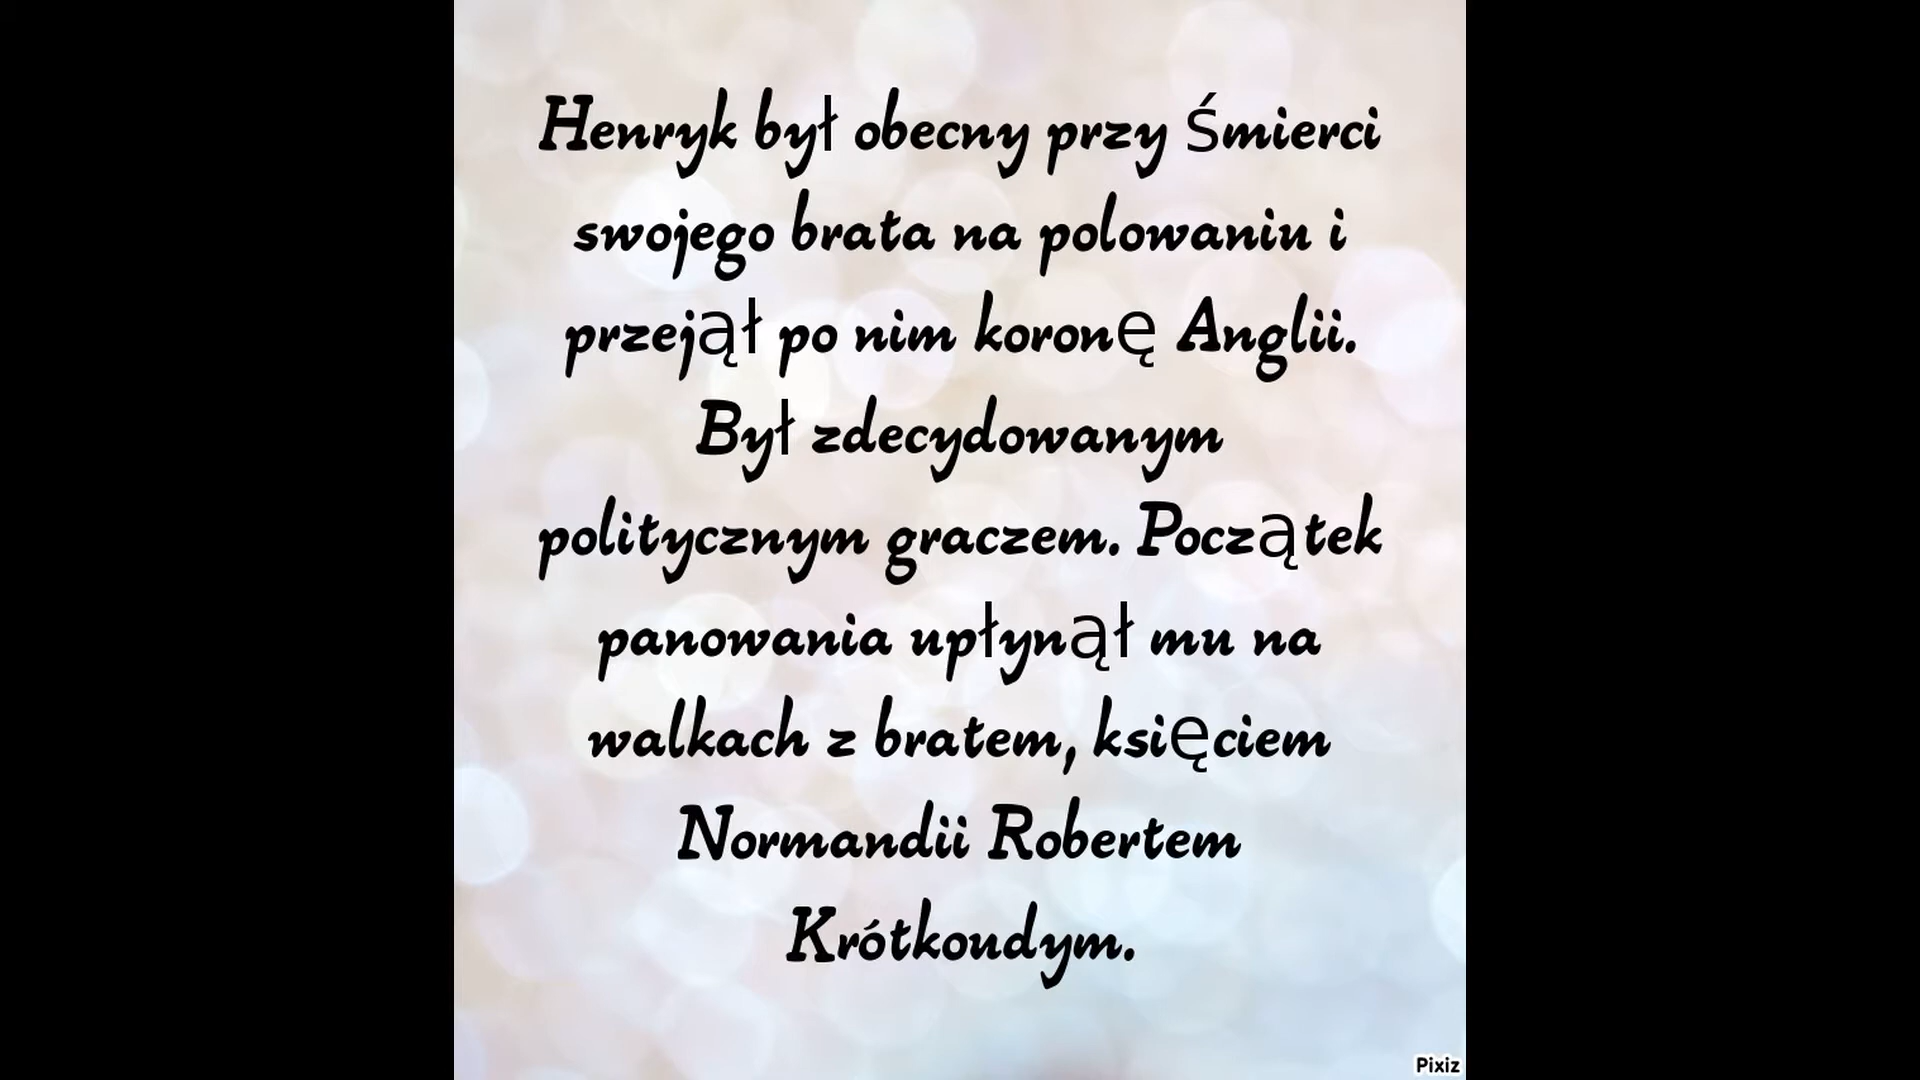 Henryk był obecny przy śmierci
swojego brata na polowaniu i
przejął po nim koronę Anglii.
Był zdecydowanym
politycznym graczem. Początek
panowania upłynął mu na
walkach z bratem, księciem
Normandii Robertem
Krótkoudym.
Pixiz